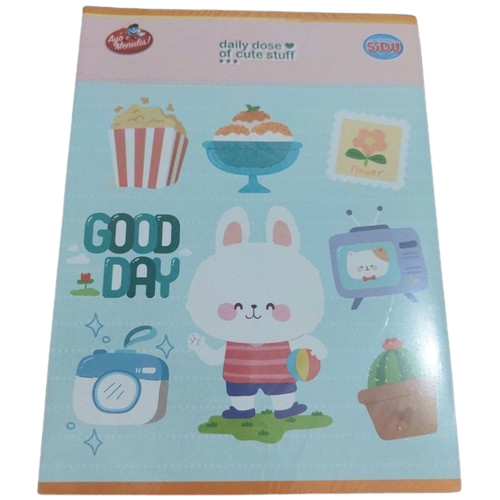 Ayo
Menulis!
daily dose
of cute stuff
SiDU
FLOWER
GOOD
DAY